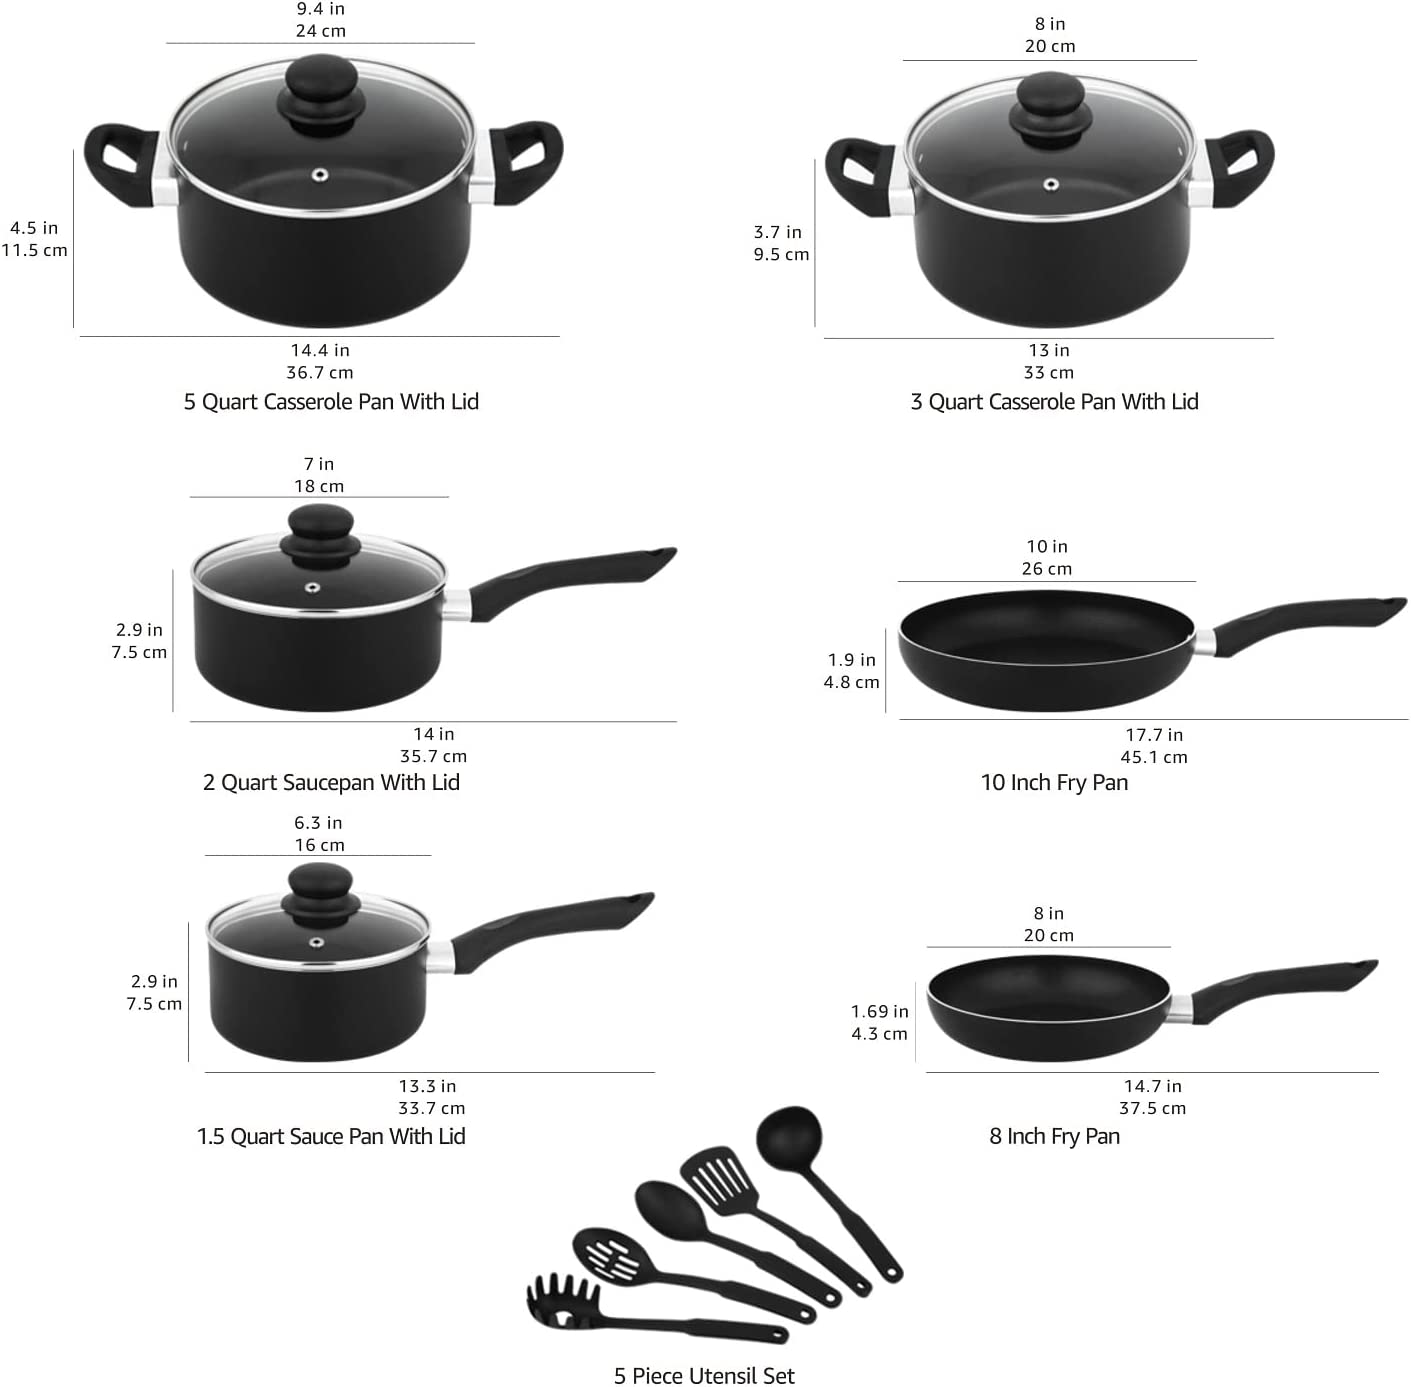 9.4 in
24 cm
8 in
20 cm
4.5 in
11.5 cm
3.7 in
9.5 cm
14.4 in
36.7 cm
13 in
33 cm
5 Quart Casserole Pan With Lid
3 Quart Casserole Pan With Lid
7 in
18 cm
10 in
26 cm
2.9 in
7.5 cm
1.9 in
4.8 cm
14 in
35.7 cm
17.7 in
45.1 cm
2 Quart Saucepan With Lid
10 Inch Fry Pan
6.3 in
16 cm
8 in
20 cm
2.9 in
7.5 cm
1.69 in
4.3 cm
13.3 in
33.7 cm
14.7 in
37.5 cm
1.5 Quart Sauce Pan With Lid
8 Inch Fry Pan
5 Piece Utensil Set